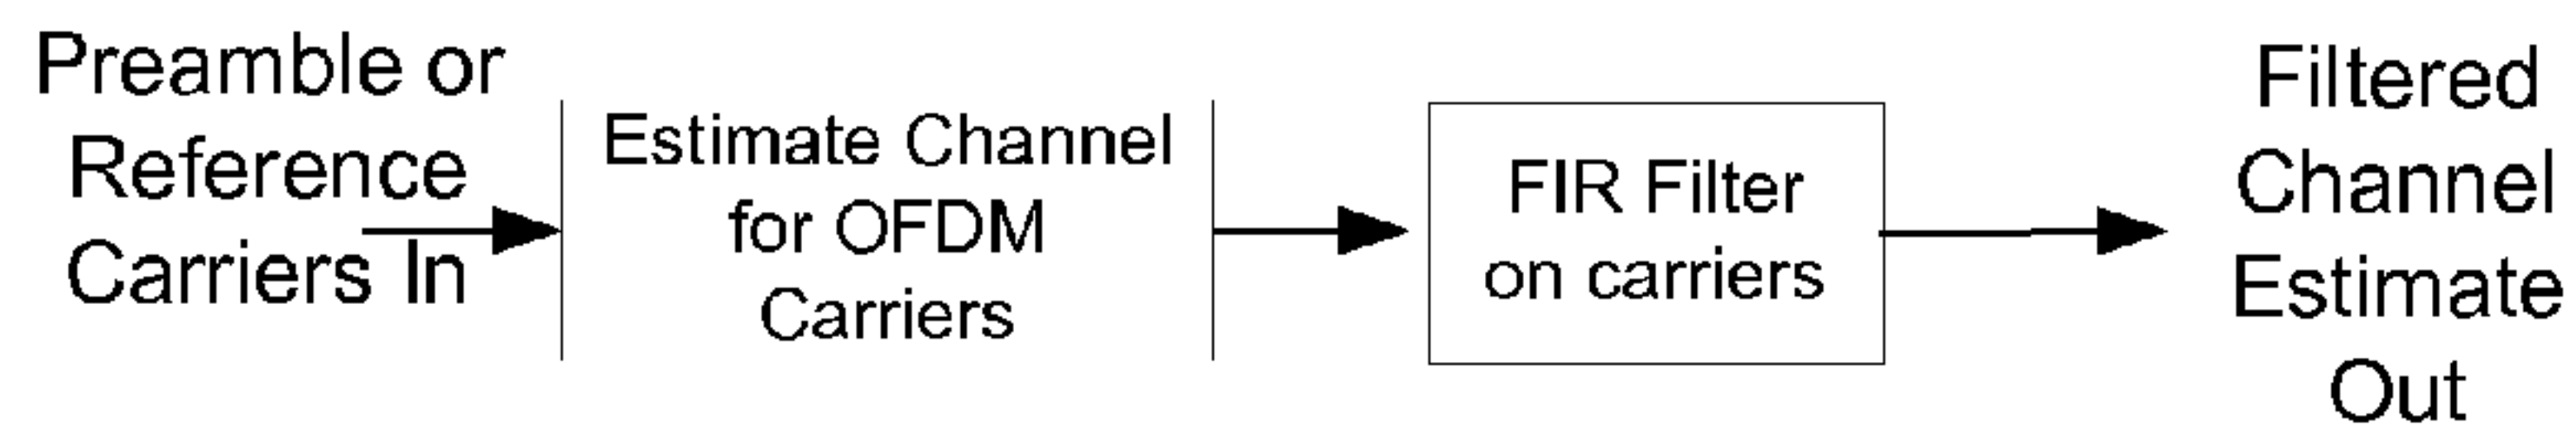 Preamble or
Reference
Carriers In
Estimate Channel
for OFDM
Carriers
FIR Filter
on carriers
Filtered
Channel
Estimate
Out